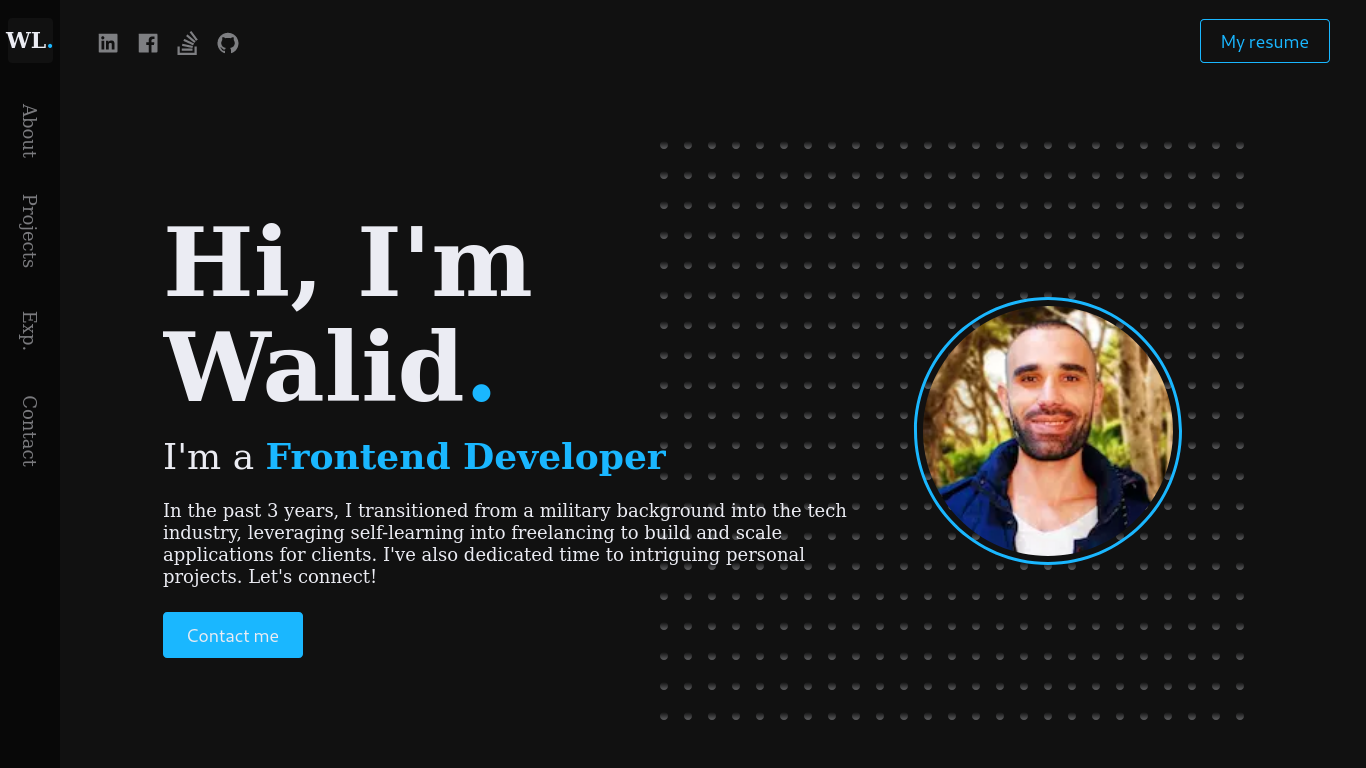 WL.
My resume
About
Projects
Exp.
Contact
Hi, I'm
Walid.
I'm a Frontend Developer
In the past 3 years, I transitioned from a military background into the tech
industry, leveraging self-learning into freelancing to build and scale
applications for clients. I've also dedicated time to intriguing personal
projects. Let's connect!
Contact me